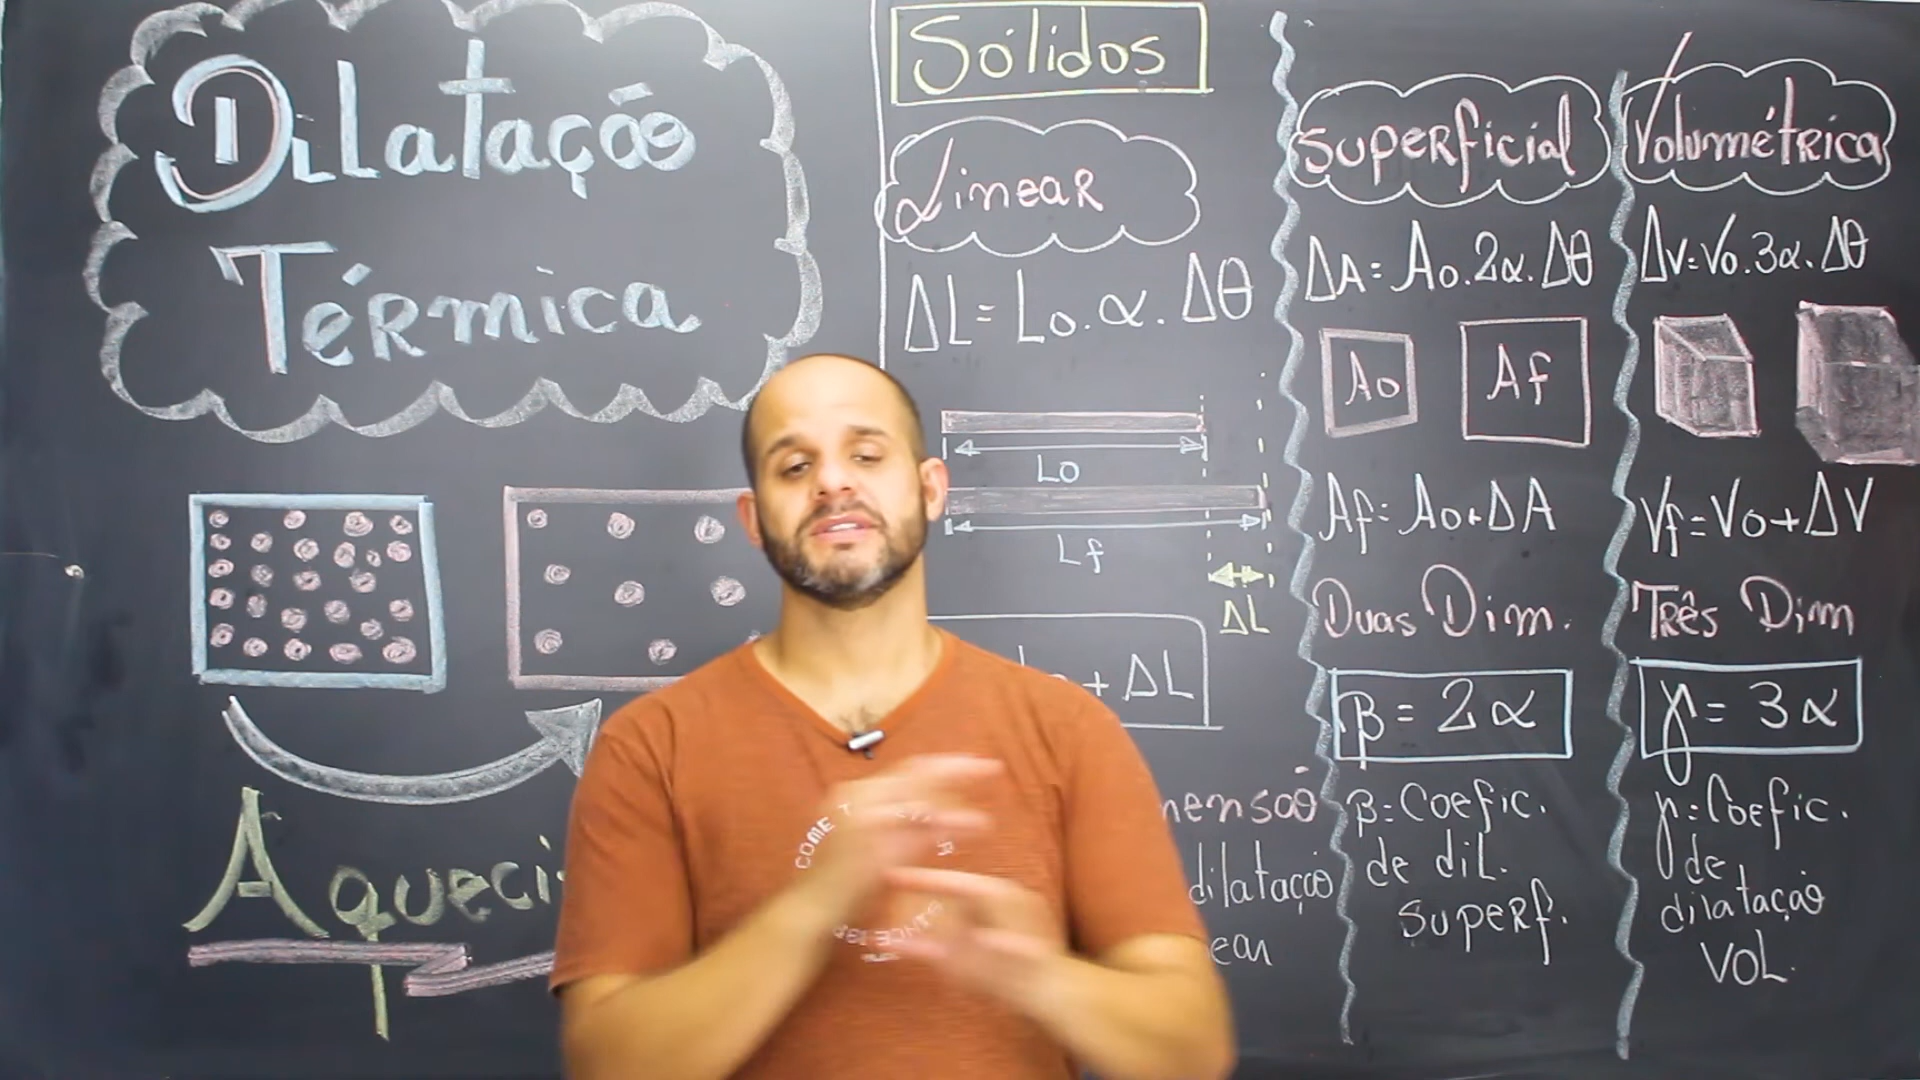 Dilatação
Térmica
Aqueci
Sólidos
Linear
ΔL = Lo.α.Δθ
Lo
Lf
ΔL
+ ΔL
mensão
dilatação
ear
Superficial
ΔA = Ao.2α.Δθ
Ao
Af
Af = Ao + ΔA
Duas Dim.
β = 2α
β = Coefic.
de dil.
Superf.
Volumétrica
ΔV = Vo.3α.Δθ
Vf = Vo + ΔV
Três Dim
γ = 3α
γ = Coefic.
de
dilatação
VOL.
COME